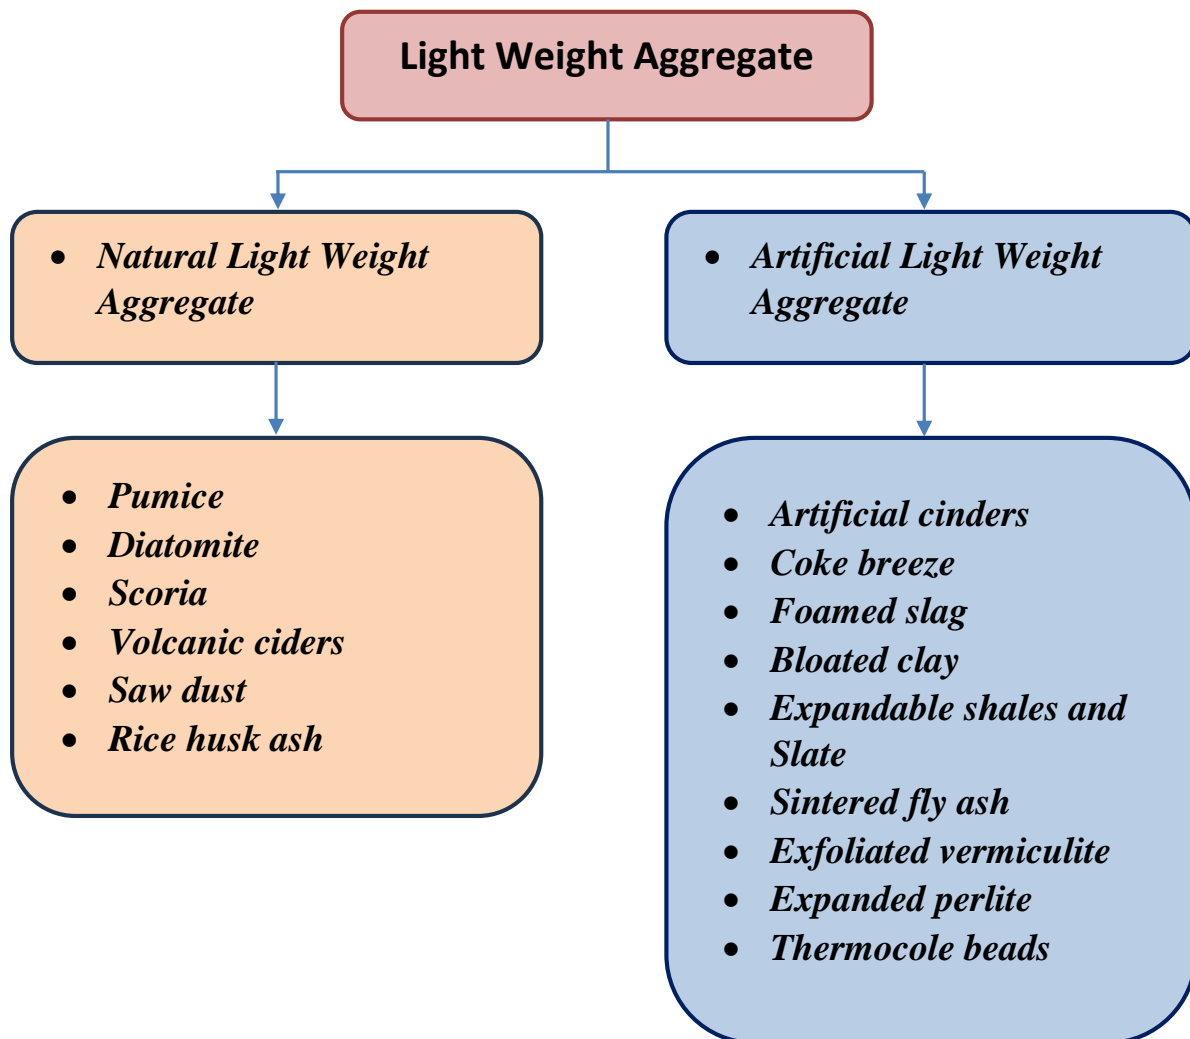 Light Weight Aggregate
• Natural Light Weight
Aggregate
• Artificial Light Weight
Aggregate
• Pumice
• Diatomite
• Scoria
• Volcanic ciders
• Saw dust
• Rice husk ash
• Artificial cinders
• Coke breeze
• Foamed slag
• Bloated clay
• Expandable shales and
Slate
• Sintered fly ash
• Exfoliated vermiculite
• Expanded perlite
• Thermocole beads